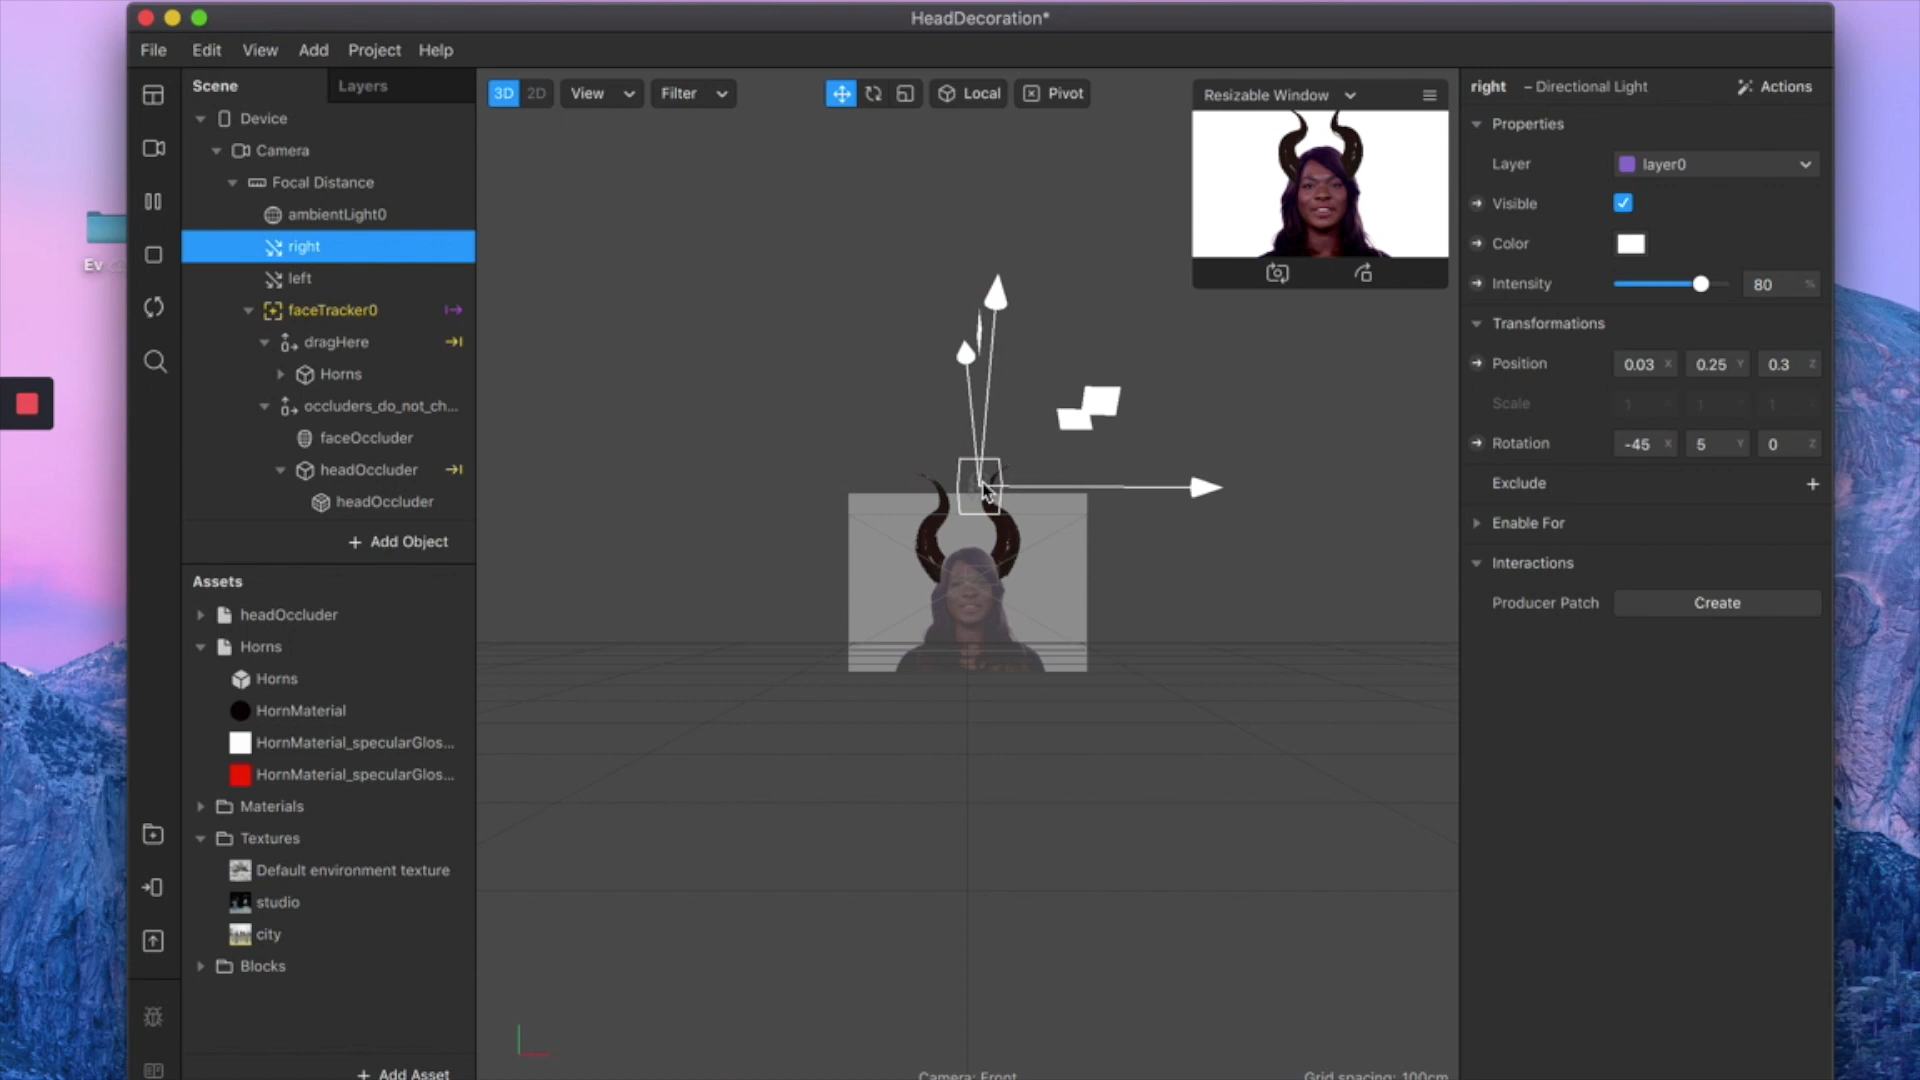 HeadDecoration*
File Edit View Add Project Help
Scene Layers
Device
Camera
Focal Distance
ambientLight0
right
left
faceTracker0
dragHere
Horns
occluders_do_not_ch...
faceOccluder
headOccluder
headOccluder
+ Add Object
Assets
headOccluder
Horns
Horns
HornMaterial
HornMaterial_specularGlos...
HornMaterial_specularGlos...
Materials
Textures
Default environment texture
studio
city
Blocks
+ Add Asset
3D 2D View Filter Local Pivot
Resizable Window
Camera: Front
Grid spacing: 100cm
right – Directional Light Actions
Properties
Layer layer0
Visible
Color
Intensity 80 %
Transformations
Position 0.03 X 0.25 Y 0.3 Z
Scale 1 X 1 Y 1 Z
Rotation -45 X 5 Y 0 Z
Exclude +
Enable For
Interactions
Producer Patch Create